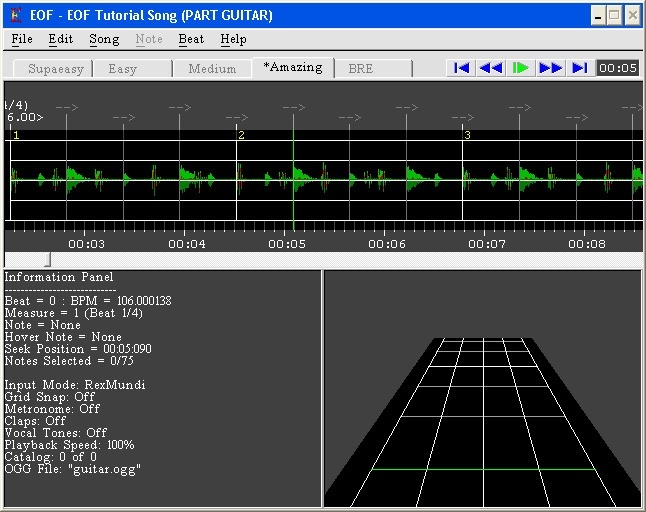 EOF - EOF Tutorial Song (PART GUITAR)
File Edit Song Note Beat Help
Supaeasy Easy Medium *Amazing BRE 00:05
1/4) --> --> --> --> --> --> --> --> --> --> -->
6.00>
1 2 3
00:03 00:04 00:05 00:06 00:07 00:08
Information Panel
----------------------------
Beat = 0 : BPM = 106.000138
Measure = 1 (Beat 1/4)
Note = None
Hover Note = None
Seek Position = 00:05:090
Notes Selected = 0/75
Input Mode: RexMundi
Grid Snap: Off
Metronome: Off
Claps: Off
Vocal Tones: Off
Playback Speed: 100%
Catalog: 0 of 0
OGG File: "guitar.ogg"